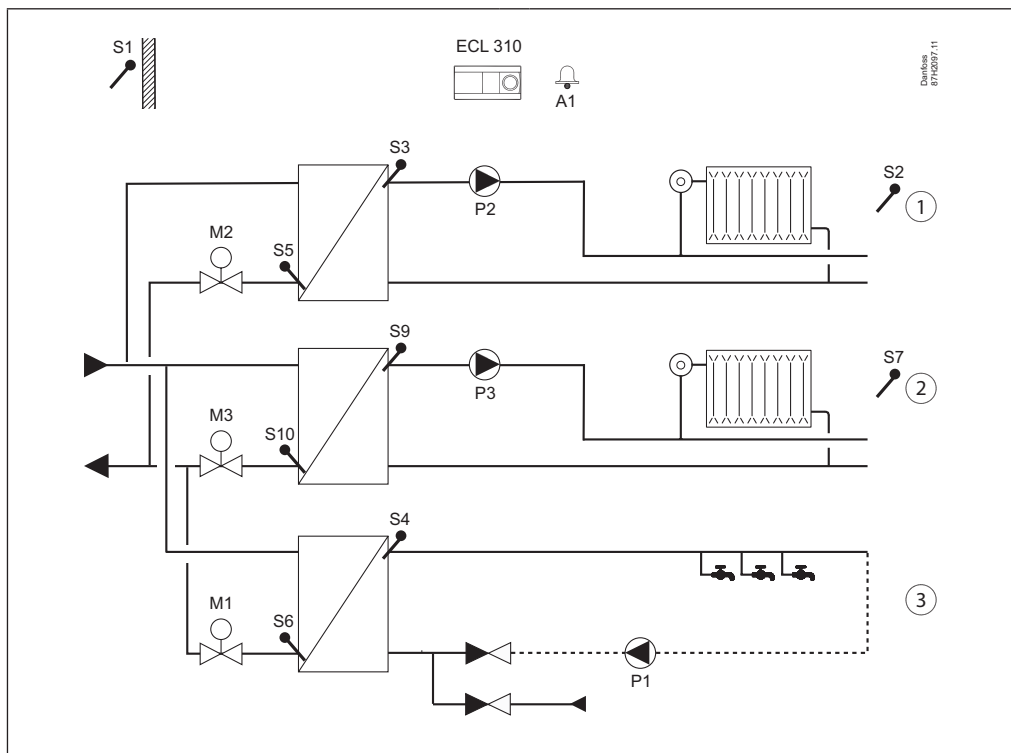 S1
ECL 310
A1
Danfoss
87H2097.11
S3
P2
S2
1
M2
S5
S9
P3
S7
2
M3
S10
S4
3
M1
S6
P1